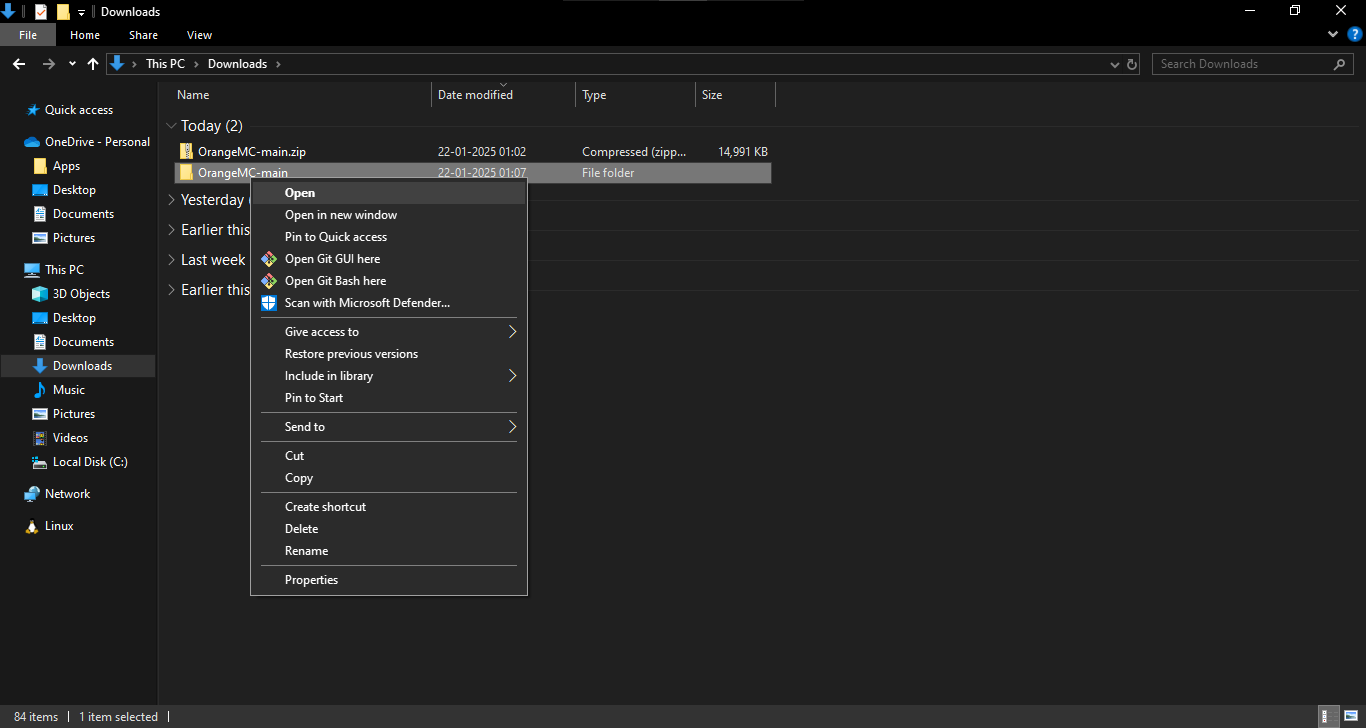 Downloads
File Home Share View
?
This PC Downloads
Search Downloads
Name Date modified Type Size
Quick access
OneDrive - Personal
Apps
Desktop
Documents
Pictures
This PC
3D Objects
Desktop
Documents
Downloads
Music
Pictures
Videos
Local Disk (C:)
Network
Linux
Today (2)
OrangeMC-main.zip 22-01-2025 01:02 Compressed (zipp... 14,991 KB
OrangeMC-main 22-01-2025 01:07 File folder
Yesterday
Earlier this
Last week
Earlier this
Open
Open in new window
Pin to Quick access
Open Git GUI here
Open Git Bash here
Scan with Microsoft Defender...
Give access to
Restore previous versions
Include in library
Pin to Start
Send to
Cut
Copy
Create shortcut
Delete
Rename
Properties
84 items 1 item selected